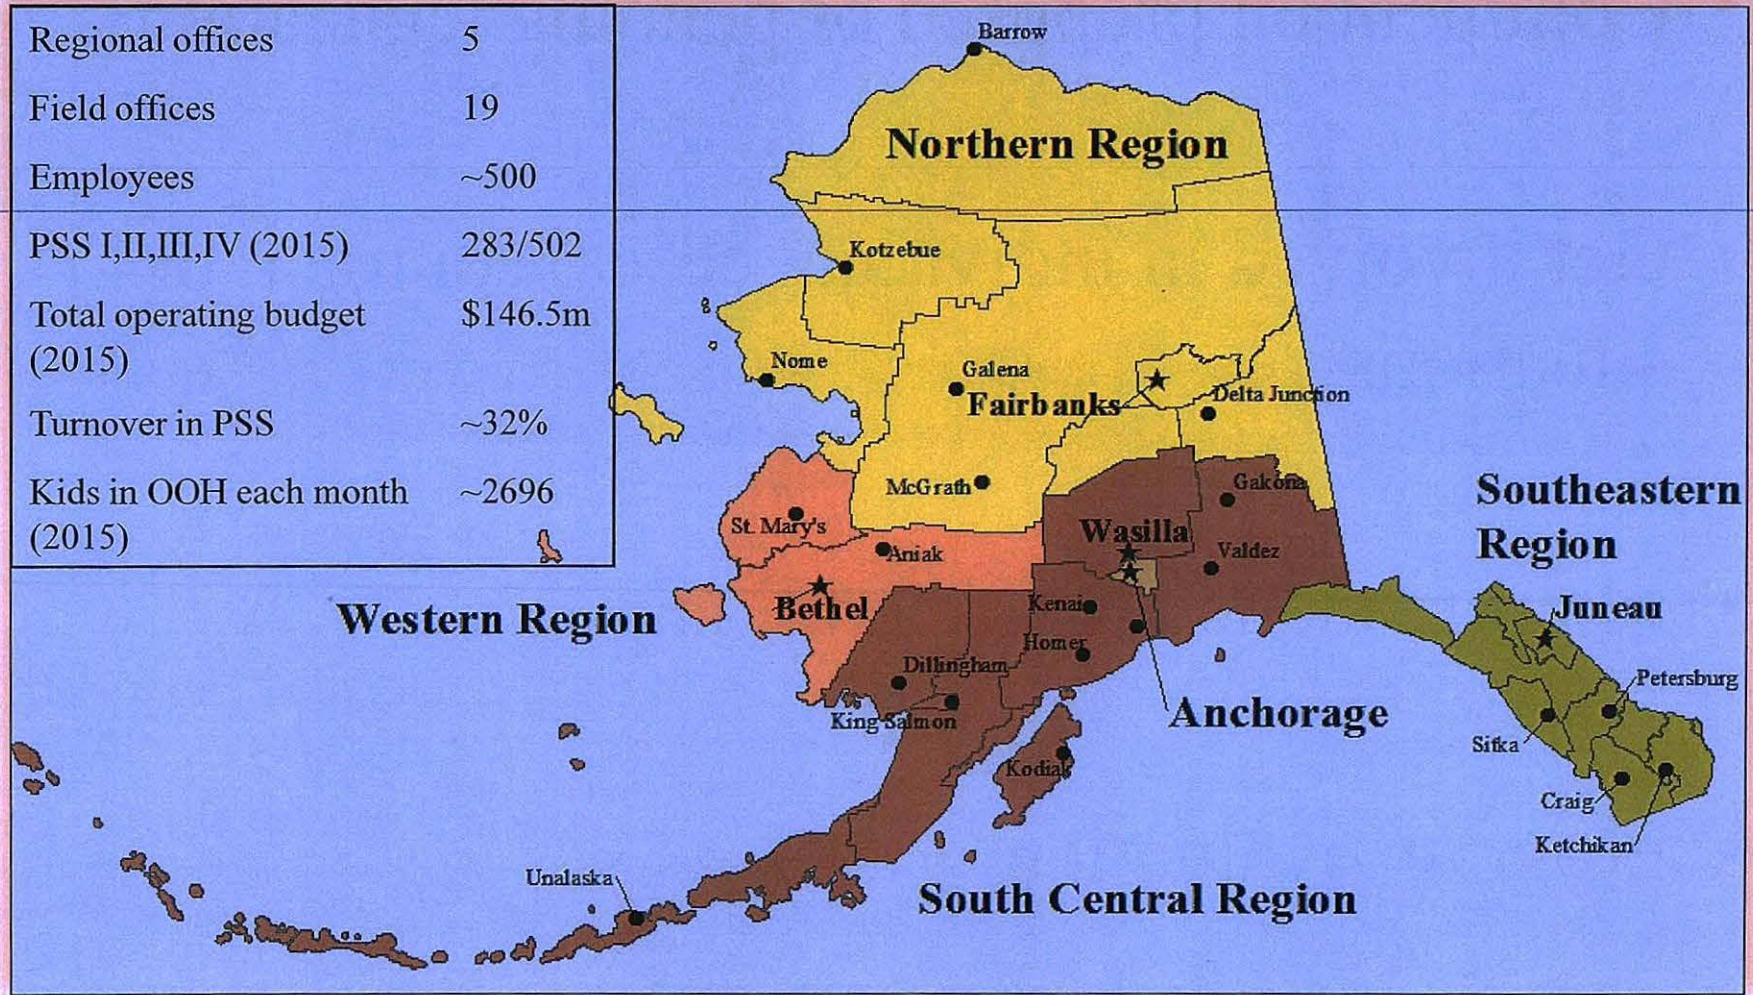 Regional offices 5
Field offices 19
Employees ~500
PSS I,II,III,IV (2015) 283/502
Total operating budget $146.5m
(2015)
Turnover in PSS ~32%
Kids in OOH each month ~2696
(2015)
Barrow
Northern Region
Kotzebue
Nome
Galena
Fairbanks
Delta Junction
McGrath
Gakona
St. Mary's
Wasilla
Aniak
Valdez
Southeastern
Region
Western Region
Bethel
Kenai
Juneau
Homer
Dillingham
Petersburg
King Salmon
Anchorage
Sitka
Kodiak
Craig
Ketchikan
Unalaska
South Central Region